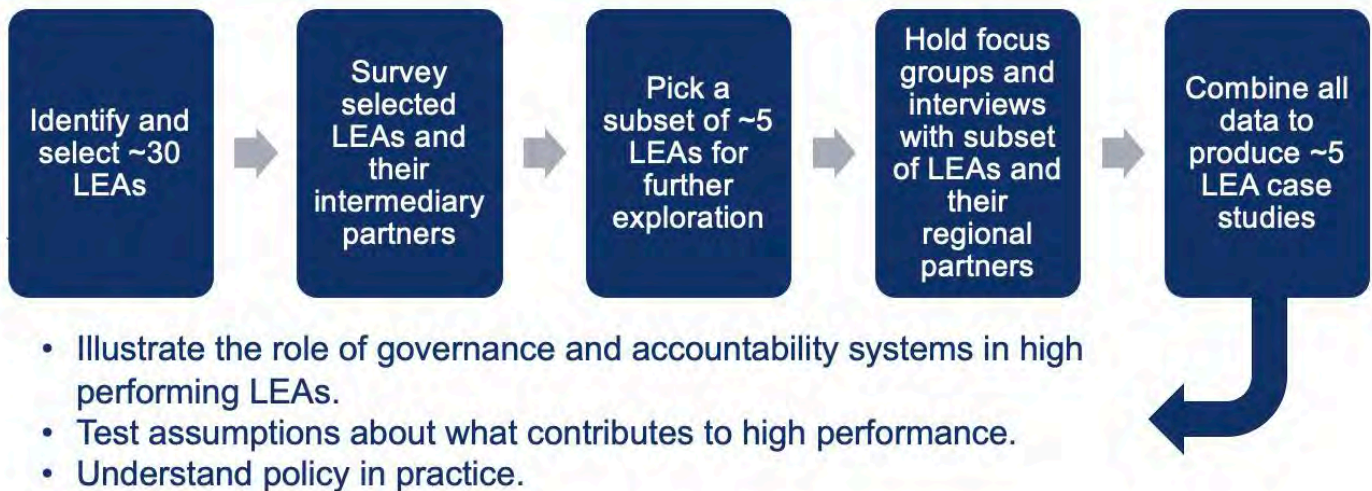 Identify and
select ~30
LEAs
Survey
selected
LEAs and
their
intermediary
partners
Pick a
subset of ~5
LEAs for
further
exploration
Hold focus
groups and
interviews
with subset
of LEAs and
their
regional
partners
Combine all
data to
produce ~5
LEA case
studies
• Illustrate the role of governance and accountability systems in high
performing LEAs.
• Test assumptions about what contributes to high performance.
• Understand policy in practice.